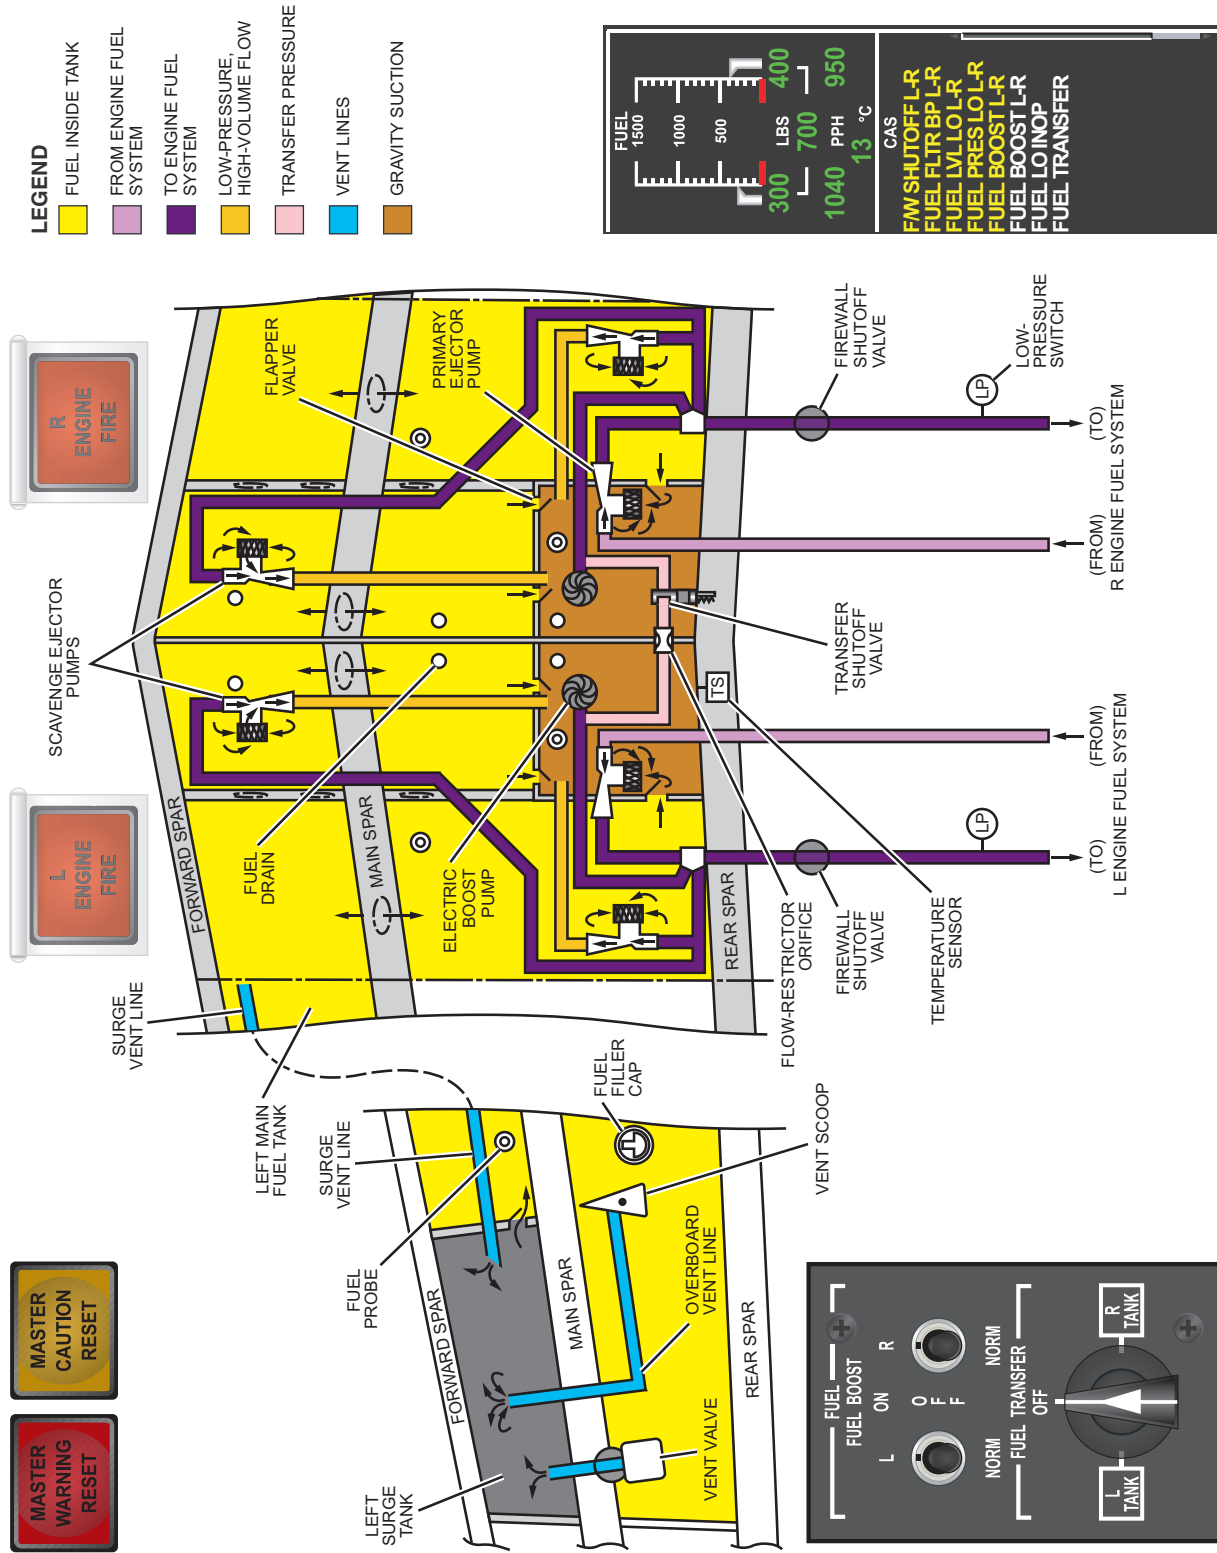 MASTER
WARNING
RESET
MASTER
CAUTION
RESET
L
ENGINE
FIRE
R
ENGINE
FIRE
LEGEND
FUEL INSIDE TANK
FROM ENGINE FUEL
SYSTEM
TO ENGINE FUEL
SYSTEM
LOW-PRESSURE,
HIGH-VOLUME FLOW
TRANSFER PRESSURE
VENT LINES
GRAVITY SUCTION
SCAVENGE EJECTOR
PUMPS
SURGE
VENT LINE
FORWARD SPAR
LEFT MAIN
FUEL TANK
FUEL
DRAIN
MAIN SPAR
FLAPPER
VALVE
PRIMARY
EJECTOR
PUMP
ELECTRIC
BOOST
PUMP
REAR SPAR
TS
FLOW-RESTRICTOR
ORIFICE
TRANSFER
SHUTOFF
VALVE
FIREWALL
SHUTOFF
VALVE
FIREWALL
SHUTOFF
VALVE
TEMPERATURE
SENSOR
LOW-
PRESSURE
SWITCH
LP
LP
(TO)
(FROM)
L ENGINE FUEL SYSTEM
(FROM)
(TO)
R ENGINE FUEL SYSTEM
LEFT
SURGE
TANK
FUEL
PROBE
SURGE
VENT LINE
FORWARD SPAR
MAIN SPAR
FUEL
FILLER
CAP
VENT VALVE
OVERBOARD
VENT LINE
REAR SPAR
VENT SCOOP
FUEL
FUEL BOOST
L
ON
R
O
F
F
NORM
NORM
FUEL TRANSFER
OFF
L
TANK
R
TANK
FUEL
1500
1000
500
LBS
300
700
400
1040
PPH
950
13 °C
CAS
F/W SHUTOFF L-R
FUEL FLTR BP L-R
FUEL LVL LO L-R
FUEL PRES LO L-R
FUEL BOOST L-R
FUEL BOOST L-R
FUEL LO INOP
FUEL TRANSFER